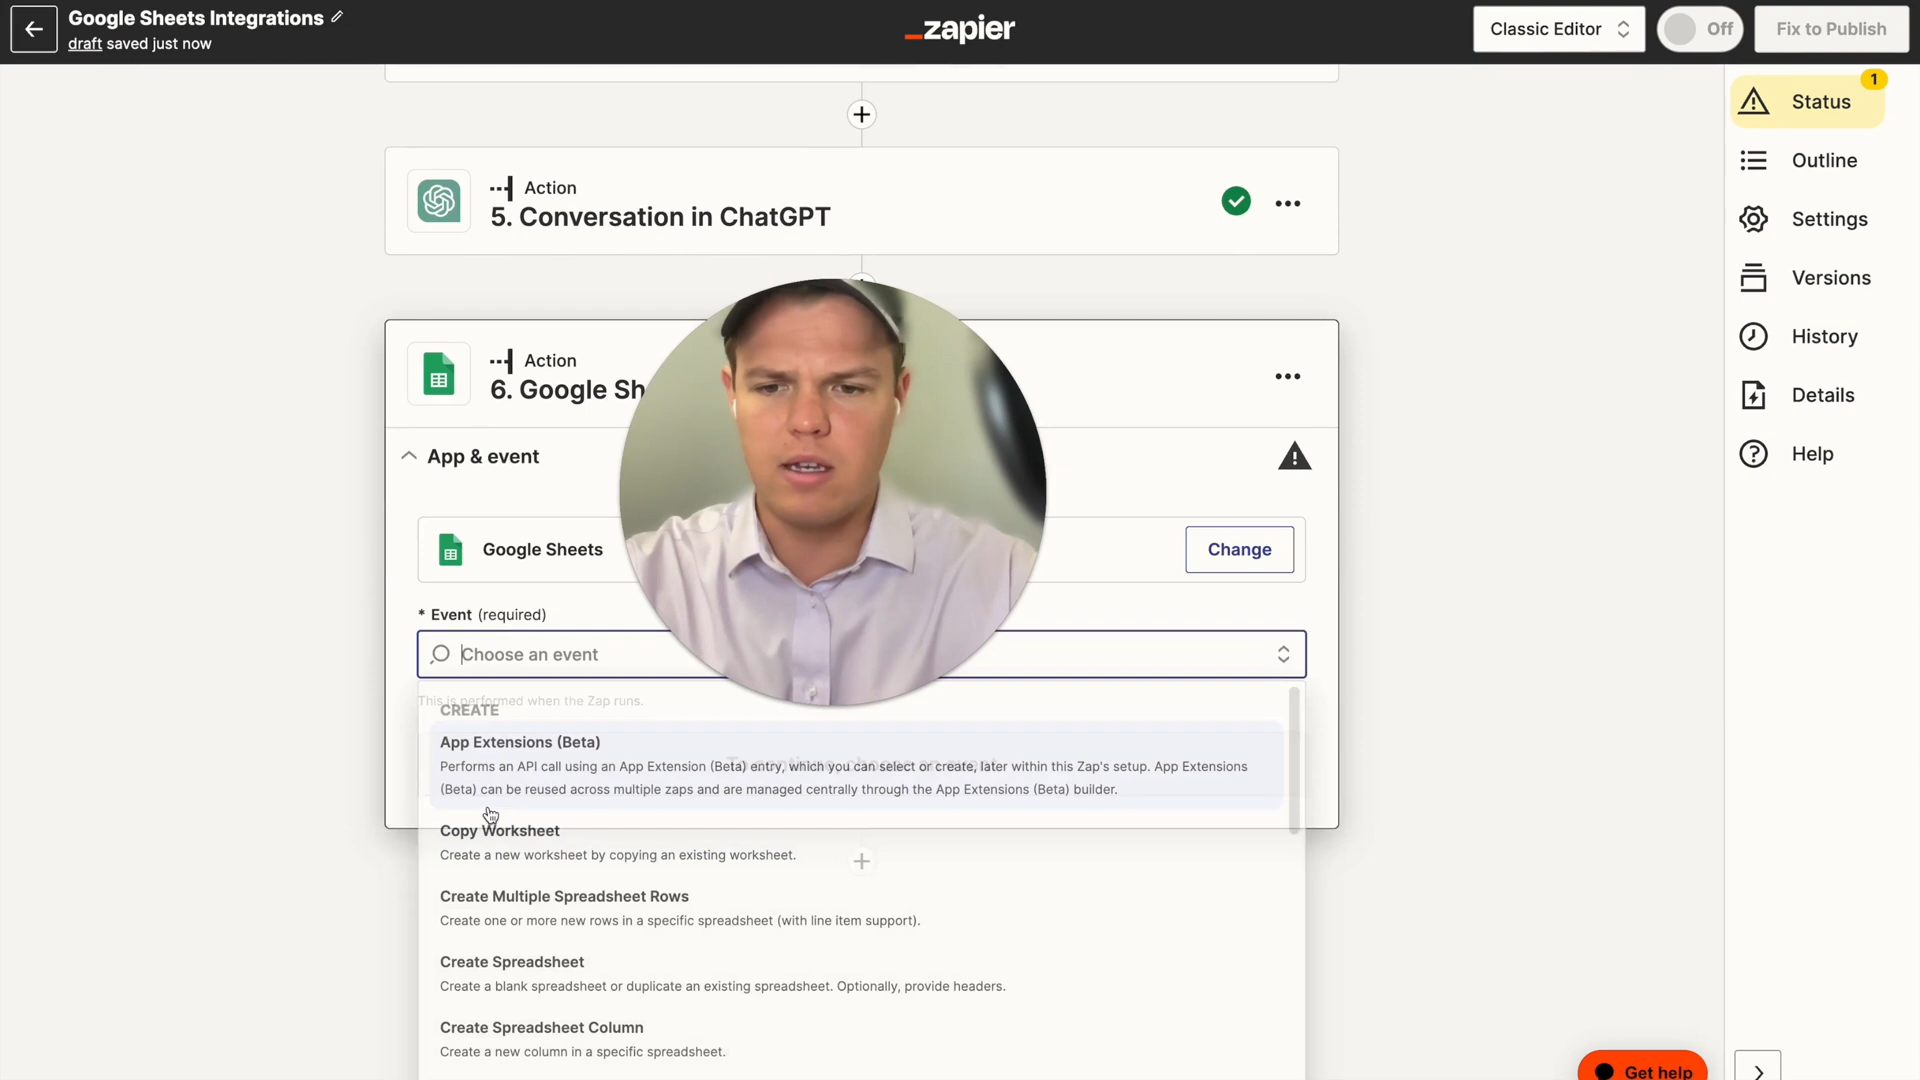 Google Sheets Integrations
draft saved just now
zapier
Classic Editor
Off
Fix to Publish
1
Status
Outline
Settings
Versions
History
Details
Help
Action
5. Conversation in ChatGPT
Action
6. Google Sh
App & event
Google Sheets
Change
* Event (required)
Choose an event
This is performed when the Zap runs.
CREATE
App Extensions (Beta)
Performs an API call using an App Extension (Beta) entry, which you can select or create, later within this Zap's setup. App Extensions
(Beta) can be reused across multiple zaps and are managed centrally through the App Extensions (Beta) builder.
Copy Worksheet
Create a new worksheet by copying an existing worksheet.
Create Multiple Spreadsheet Rows
Create one or more new rows in a specific spreadsheet (with line item support).
Create Spreadsheet
Create a blank spreadsheet or duplicate an existing spreadsheet. Optionally, provide headers.
Create Spreadsheet Column
Create a new column in a specific spreadsheet.
Get help